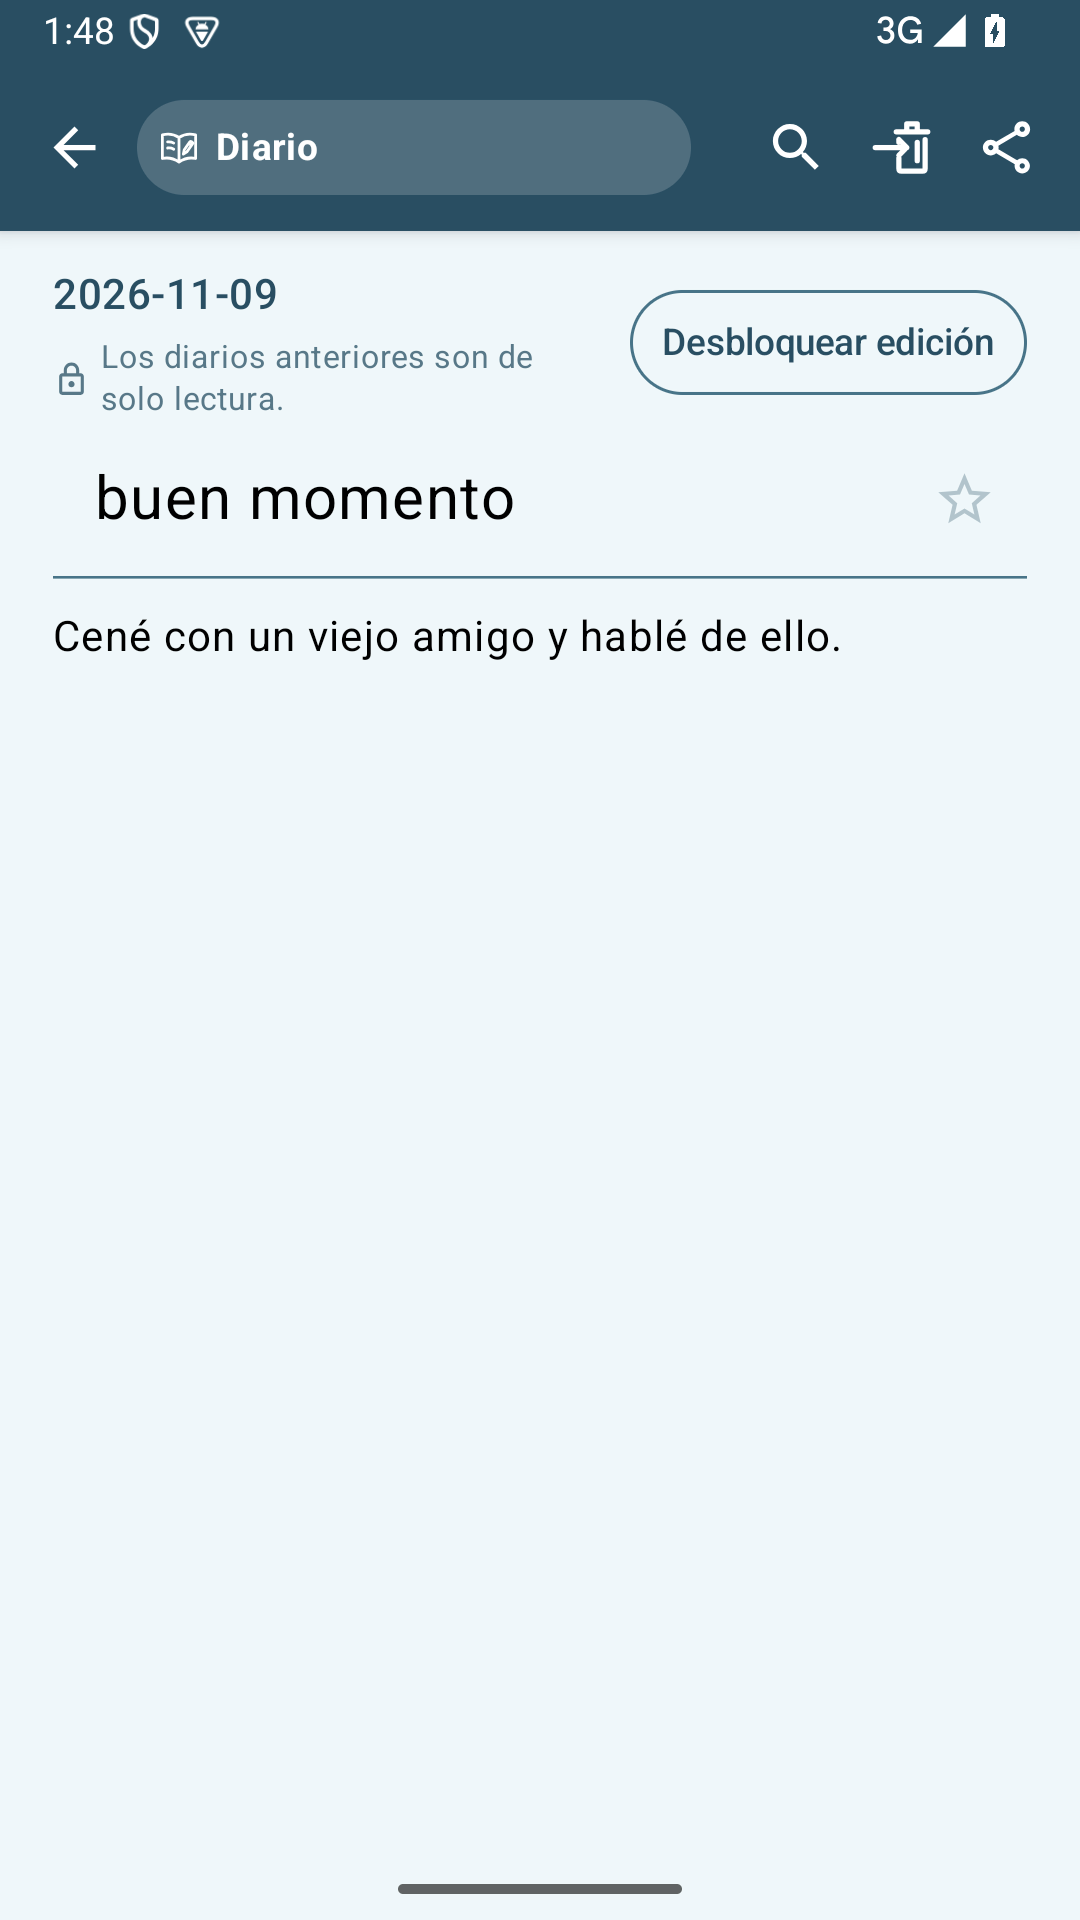 1:48
3G
Diario
2026-11-09
Los diarios anteriores son de
solo lectura.
Desbloquear edición
buen momento
Cené con un viejo amigo y hablé de ello.